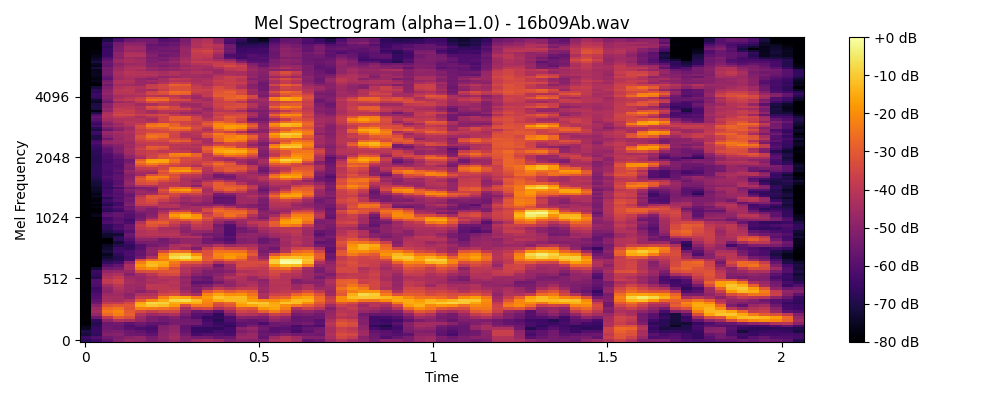 Mel Spectrogram (alpha=1.0) - 16b09Ab.wav
Mel Frequency
4096
2048
1024
512
0
0
0.5
1
1.5
2
Time
+0 dB
-10 dB
-20 dB
-30 dB
-40 dB
-50 dB
-60 dB
-70 dB
-80 dB